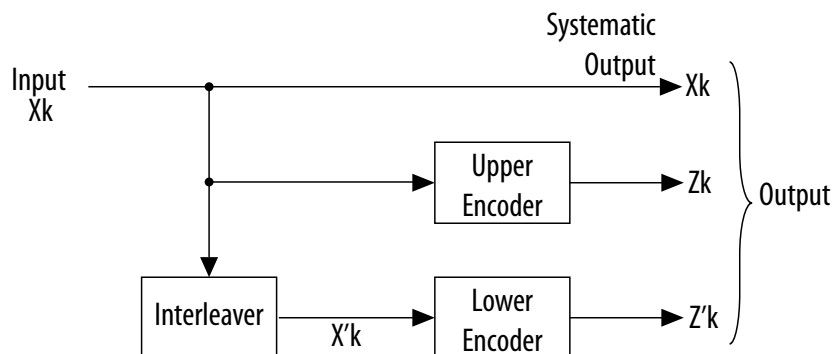 Systematic
Output
Input
Xk
Xk
Upper
Encoder
Zk
Output
Interleaver
X'k
Lower
Encoder
Z'k